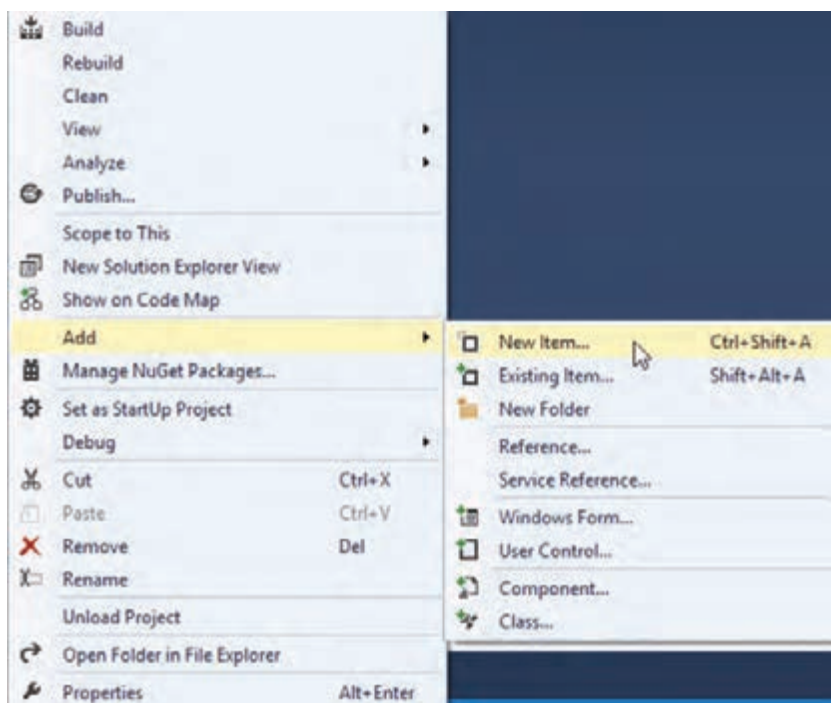 Build
Rebuild
Clean
View
Analyze
Publish...
Scope to This
New Solution Explorer View
Show on Code Map
Add
Manage NuGet Packages...
Set as StartUp Project
Debug
Cut Ctrl+X
Paste Ctrl+V
Remove Del
Rename
Unload Project
Open Folder in File Explorer
Properties Alt+Enter
New Item... Ctrl+Shift+A
Existing Item... Shift+Alt+A
New Folder
Reference...
Service Reference...
Windows Form...
User Control...
Component...
Class...